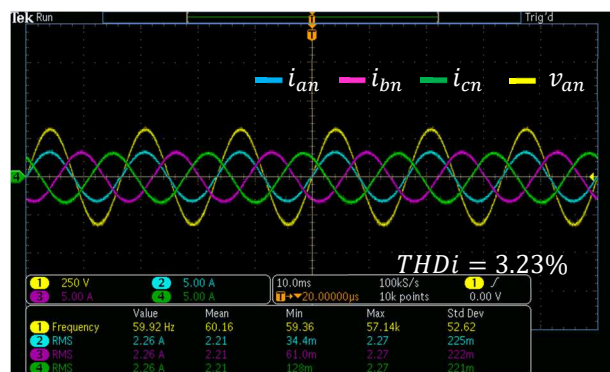 Tek Run Trig'd
T
T
i_an i_bn i_cn v_an
4
THDi = 3.23%
1 250 V 2 5.00 A
3 5.00 A 4 5.00 A
10.0ms 100kS/s 1 ∫
T→▼20.00000µs 10k points 0.00 V
Value Mean Min Max Std Dev
1 Frequency 59.92 Hz 60.16 59.36 57.14k 52.62
2 RMS 2.26 A 2.21 34.4m 2.27 225m
3 RMS 2.26 A 2.21 61.0m 2.27 222m
4 RMS 2.26 A 2.21 128m 2.27 221m